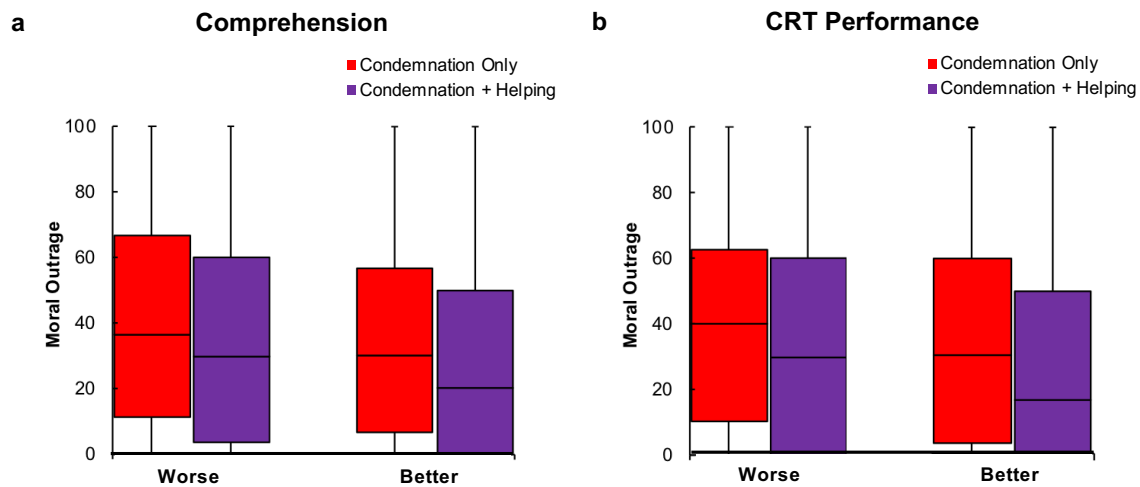 a
Comprehension
Condemnation Only
Condemnation + Helping
Moral Outrage
100
80
60
40
20
0
Worse
Better
b
CRT Performance
Condemnation Only
Condemnation + Helping
Moral Outrage
100
80
60
40
20
0
Worse
Better